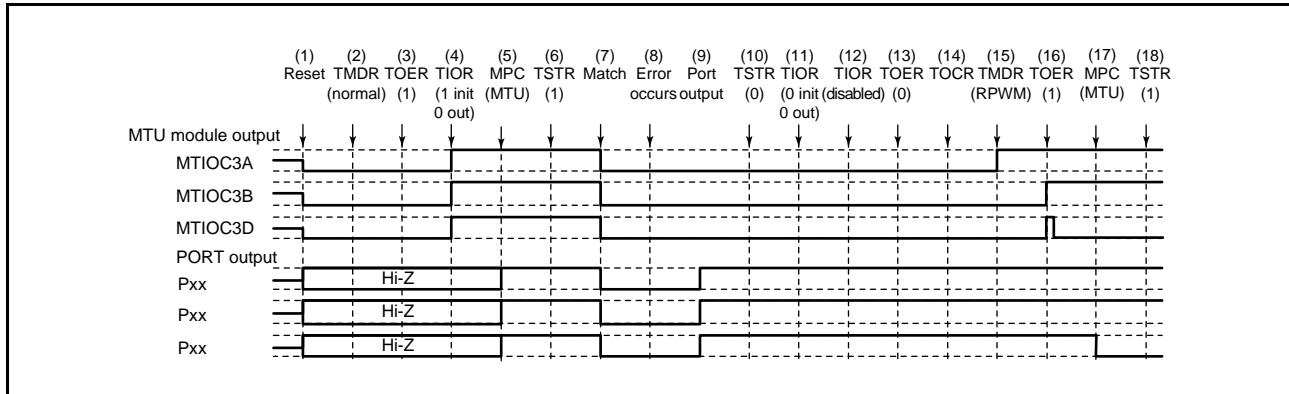 (1) (2) (3) (4) (5) (6) (7) (8) (9) (10) (11) (12) (13) (14) (15) (16) (17) (18)
Reset TMDR TOER TIOR MPC TSTR Match Error Port TSTR TIOR TIOR TOER TOCR TMDR TOER MPC TSTR
(normal) (1) (1 init (MTU) (1) occurs output (0) (0 init (disabled) (0) (RPWM) (1) (MTU) (1)
0 out) 0 out)
MTU module output
MTIOC3A
MTIOC3B
MTIOC3D
PORT output
Pxx Hi-Z
Pxx Hi-Z
Pxx Hi-Z